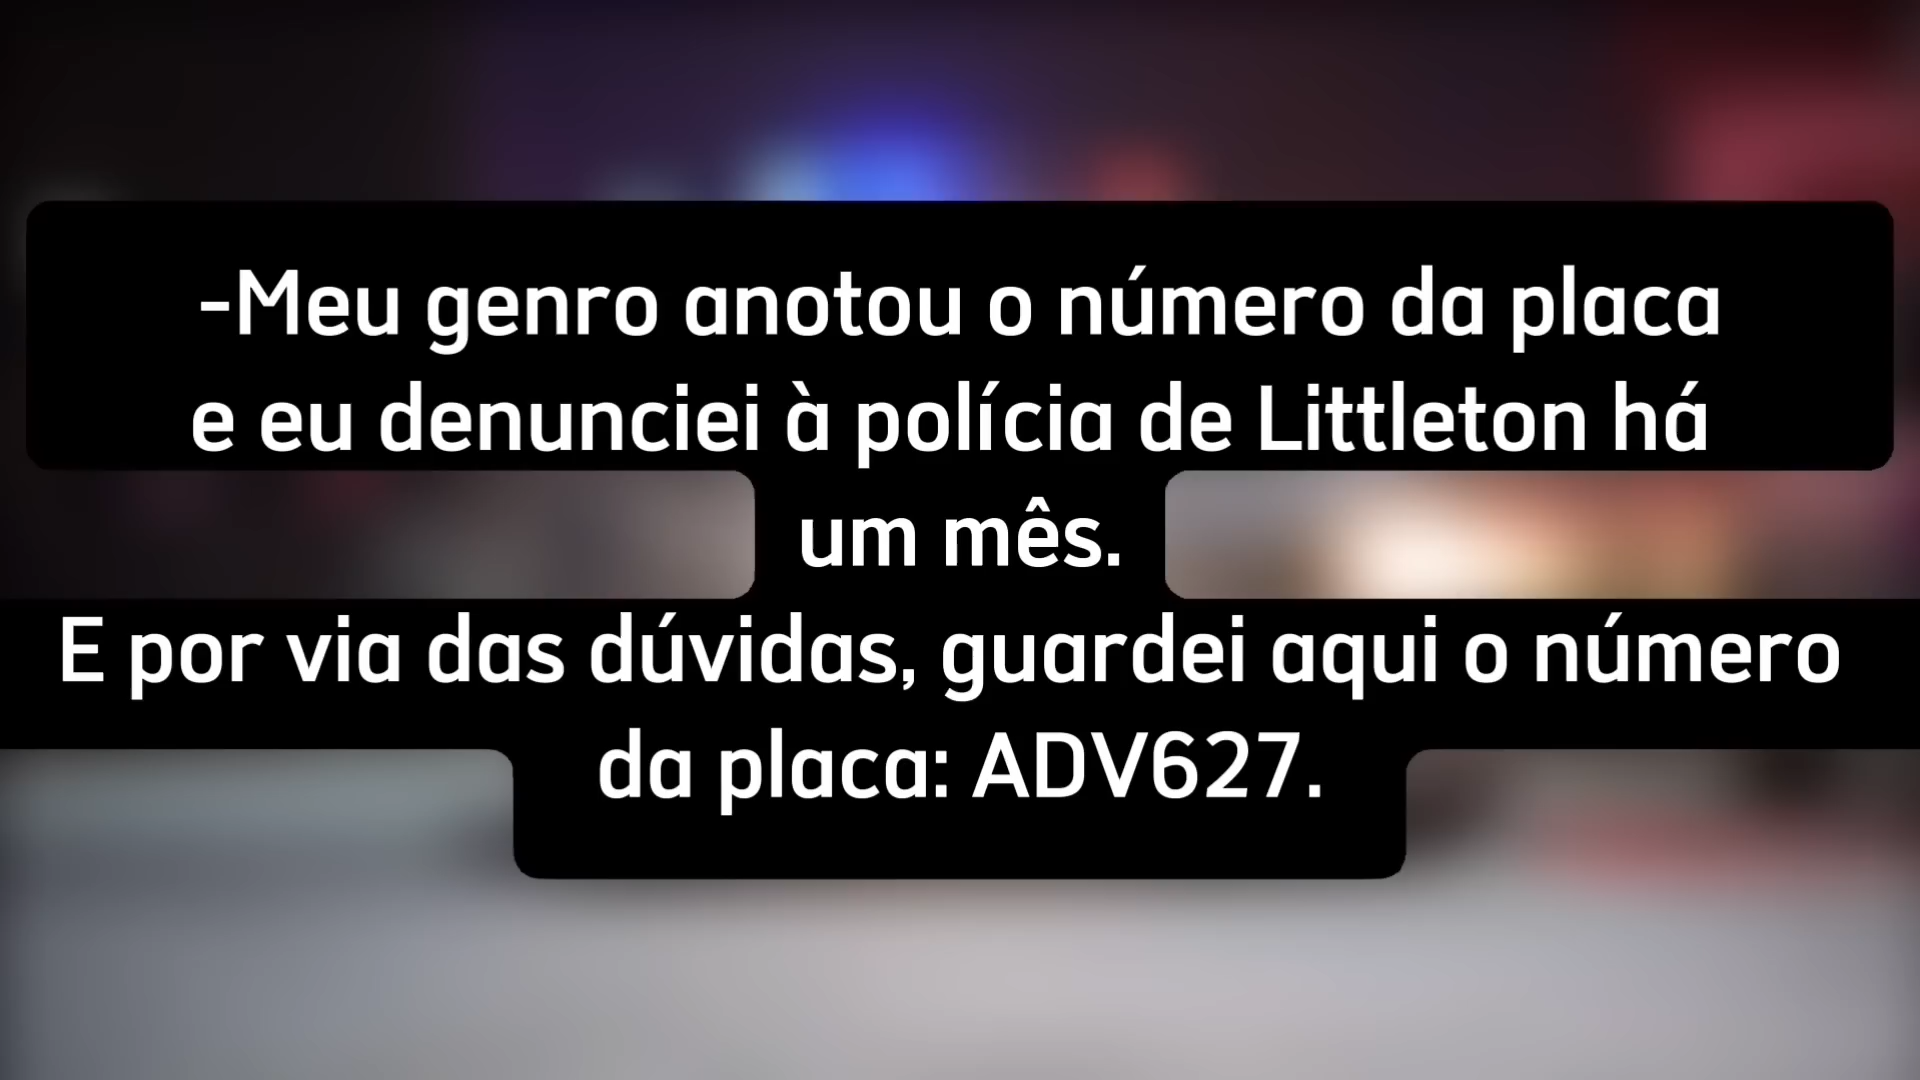 -Meu genro anotou o número da placa
e eu denunciei à polícia de Littleton há
um mês.
E por via das dúvidas, guardei aqui o número
da placa: ADV627.